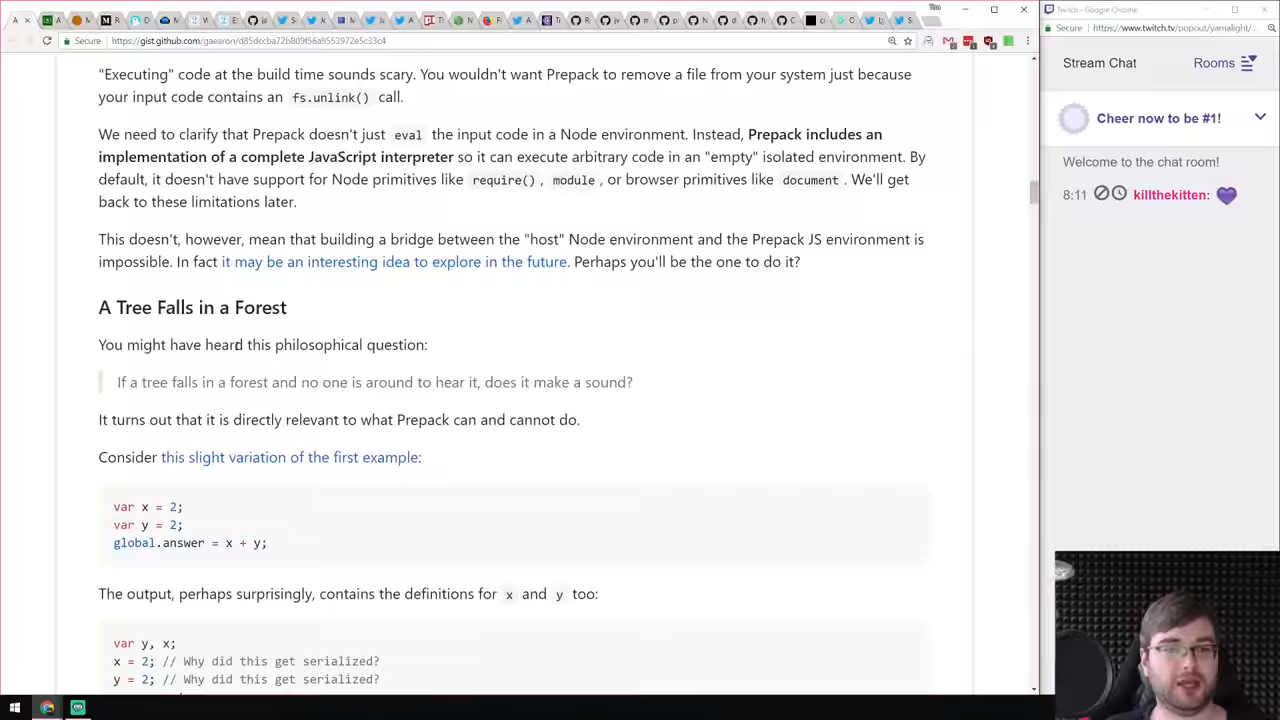 Tim
Twitch - Google Chrome
Secure
https://gist.github.com/gaearon/d85dccba72b809f56a9553972e5c33c4
Secure
https://www.twitch.tv/popout/yamalight/...
Stream Chat
Rooms
Cheer now to be #1!
Welcome to the chat room!
8:11 killthekitten:
"Executing" code at the build time sounds scary. You wouldn't want Prepack to remove a file from your system just because
your input code contains an fs.unlink() call.
We need to clarify that Prepack doesn't just eval the input code in a Node environment. Instead, Prepack includes an
implementation of a complete JavaScript interpreter so it can execute arbitrary code in an "empty" isolated environment. By
default, it doesn't have support for Node primitives like require() , module , or browser primitives like document . We'll get
back to these limitations later.
This doesn't, however, mean that building a bridge between the "host" Node environment and the Prepack JS environment is
impossible. In fact it may be an interesting idea to explore in the future. Perhaps you'll be the one to do it?
A Tree Falls in a Forest
You might have heard this philosophical question:
If a tree falls in a forest and no one is around to hear it, does it make a sound?
It turns out that it is directly relevant to what Prepack can and cannot do.
Consider this slight variation of the first example:
var x = 2;
var y = 2;
global.answer = x + y;
The output, perhaps surprisingly, contains the definitions for x and y too:
var y, x;
x = 2; // Why did this get serialized?
y = 2; // Why did this get serialized?